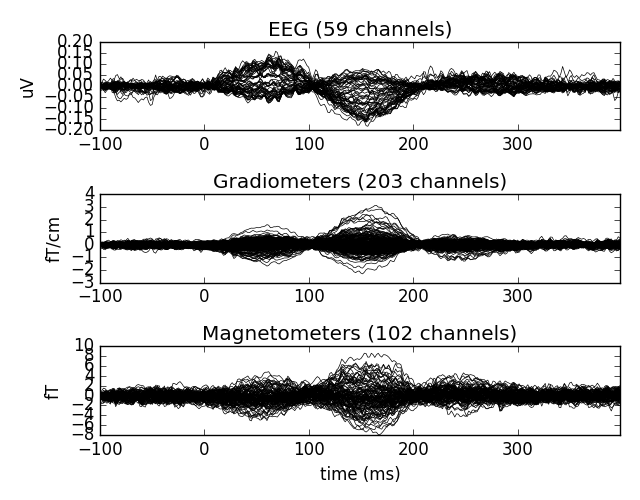 EEG (59 channels)
0.20
0.15
0.10
0.05
0.00
−0.05
−0.10
−0.15
−0.20
uV
−100 0 100 200 300
Gradiometers (203 channels)
4
3
2
1
0
−1
−2
−3
fT/cm
−100 0 100 200 300
Magnetometers (102 channels)
10
8
6
4
2
0
−2
−4
−6
−8
fT
−100 0 100 200 300
time (ms)